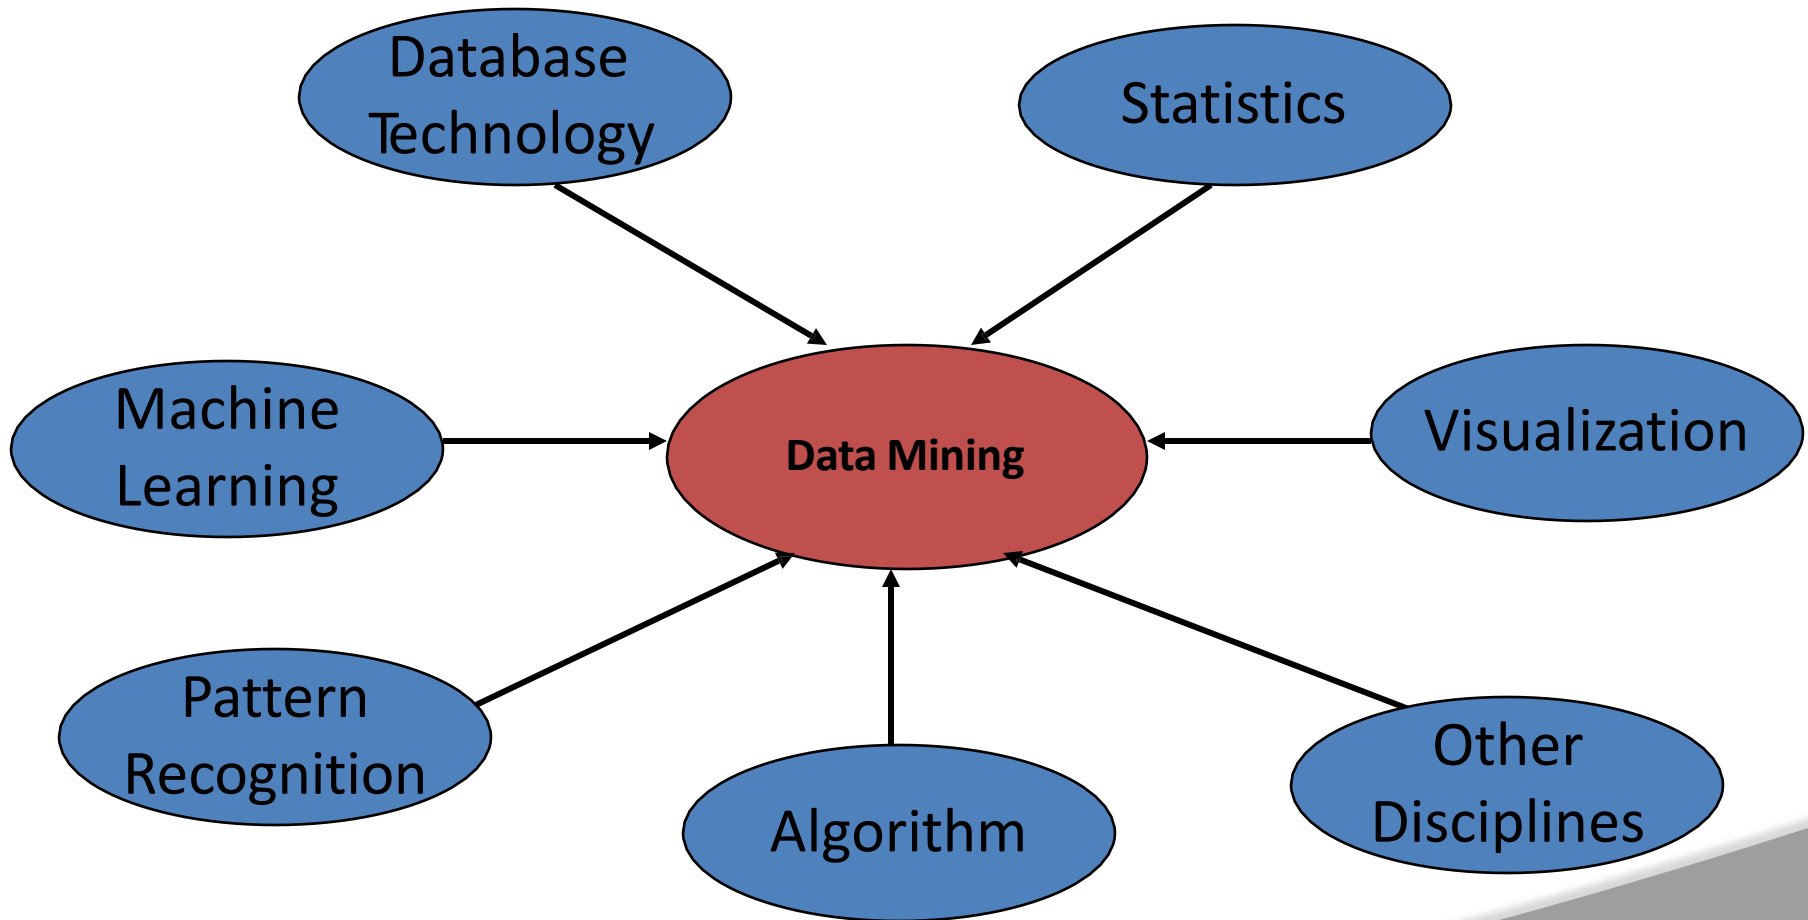 Database
Technology
Statistics
Machine
Learning
Data Mining
Visualization
Pattern
Recognition
Algorithm
Other
Disciplines